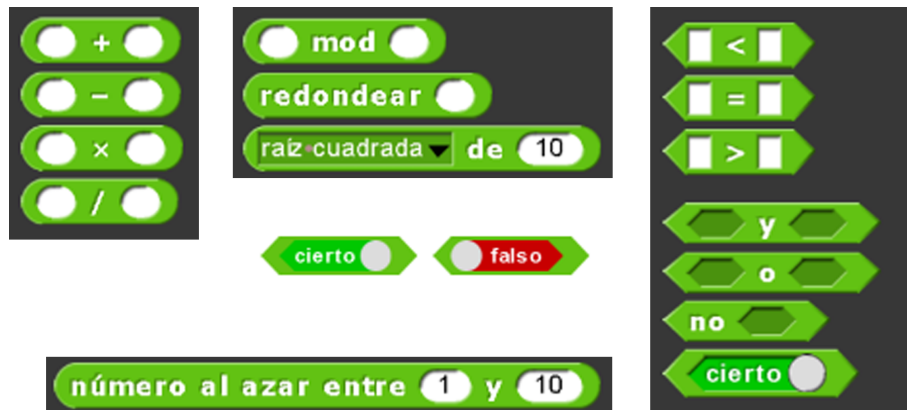 +
-
×
/
mod
redondear
raíz cuadrada de 10
cierto
falso
número al azar entre 1 y 10
<
=
>
y
o
no
cierto